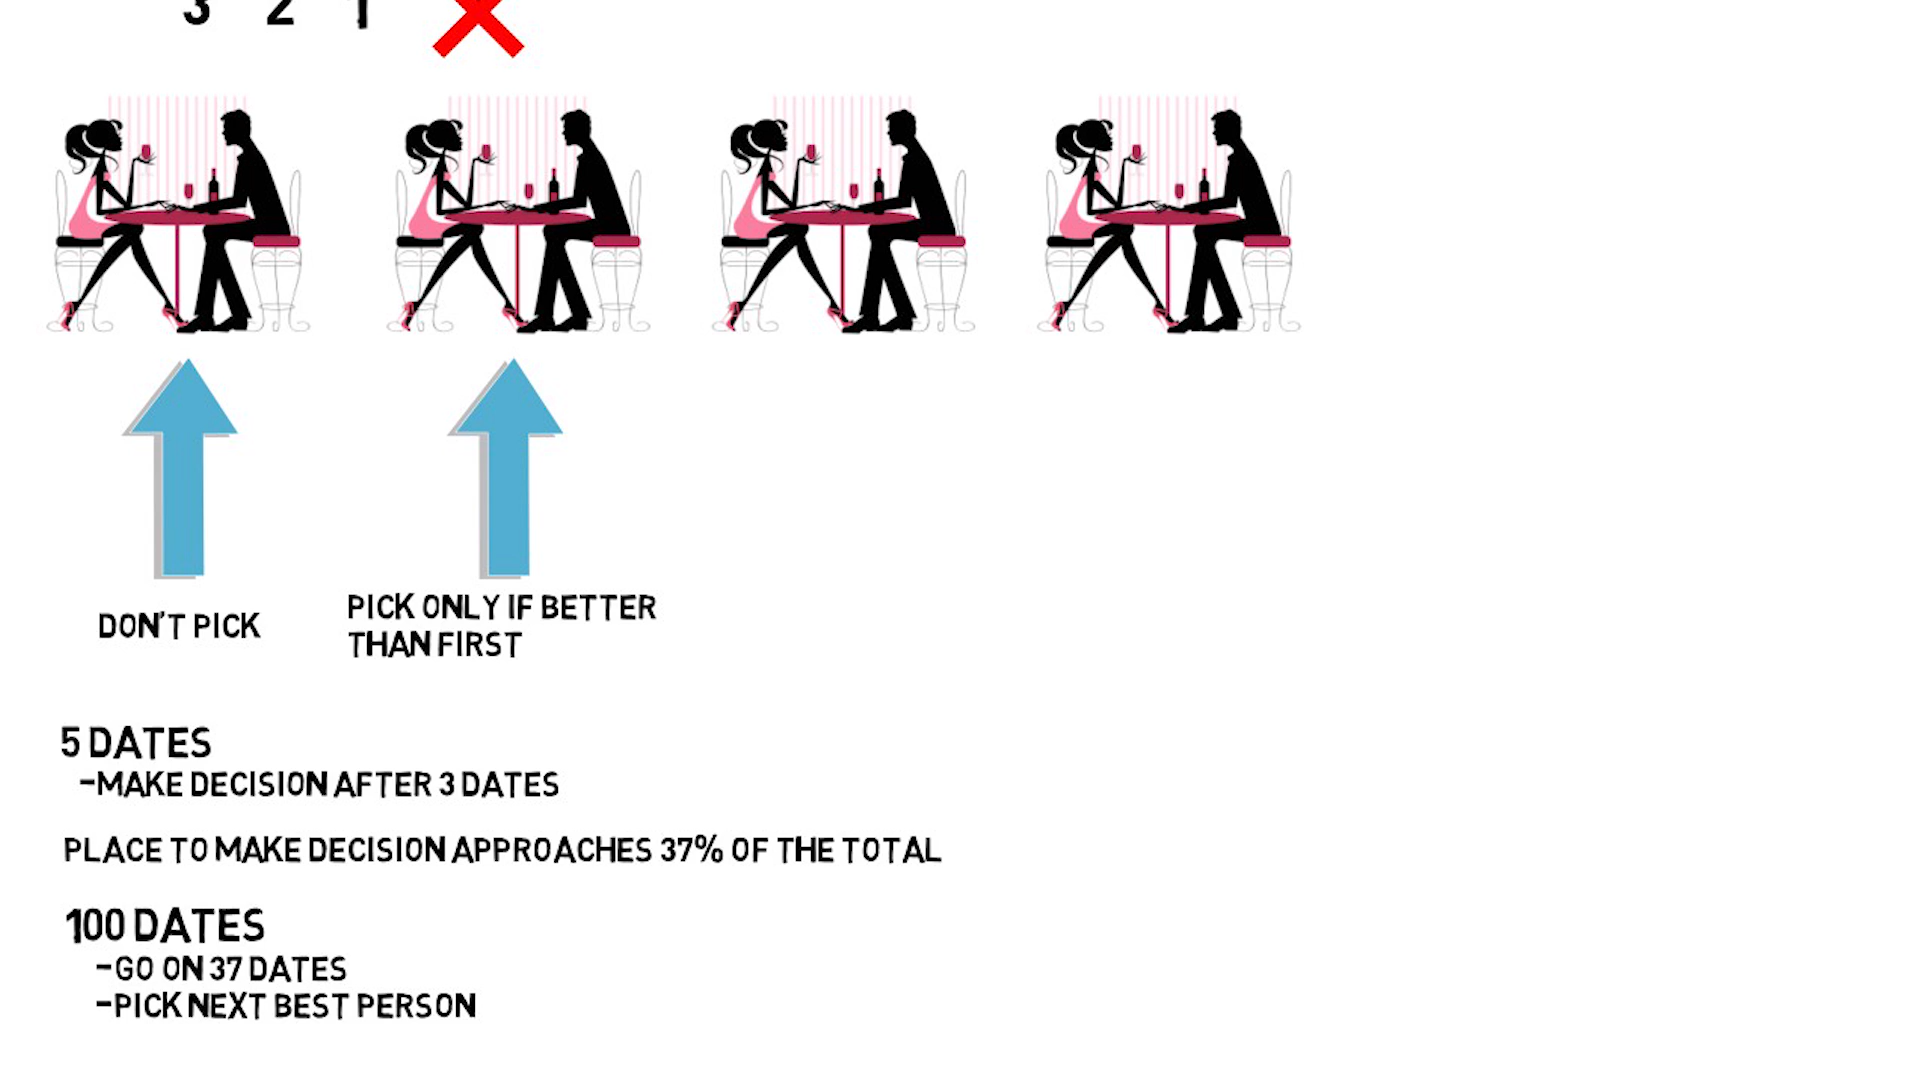 3 2 1
DON'T PICK
PICK ONLY IF BETTER
THAN FIRST
5 DATES
-MAKE DECISION AFTER 3 DATES
PLACE TO MAKE DECISION APPROACHES 37% OF THE TOTAL
100 DATES
-GO ON 37 DATES
-PICK NEXT BEST PERSON